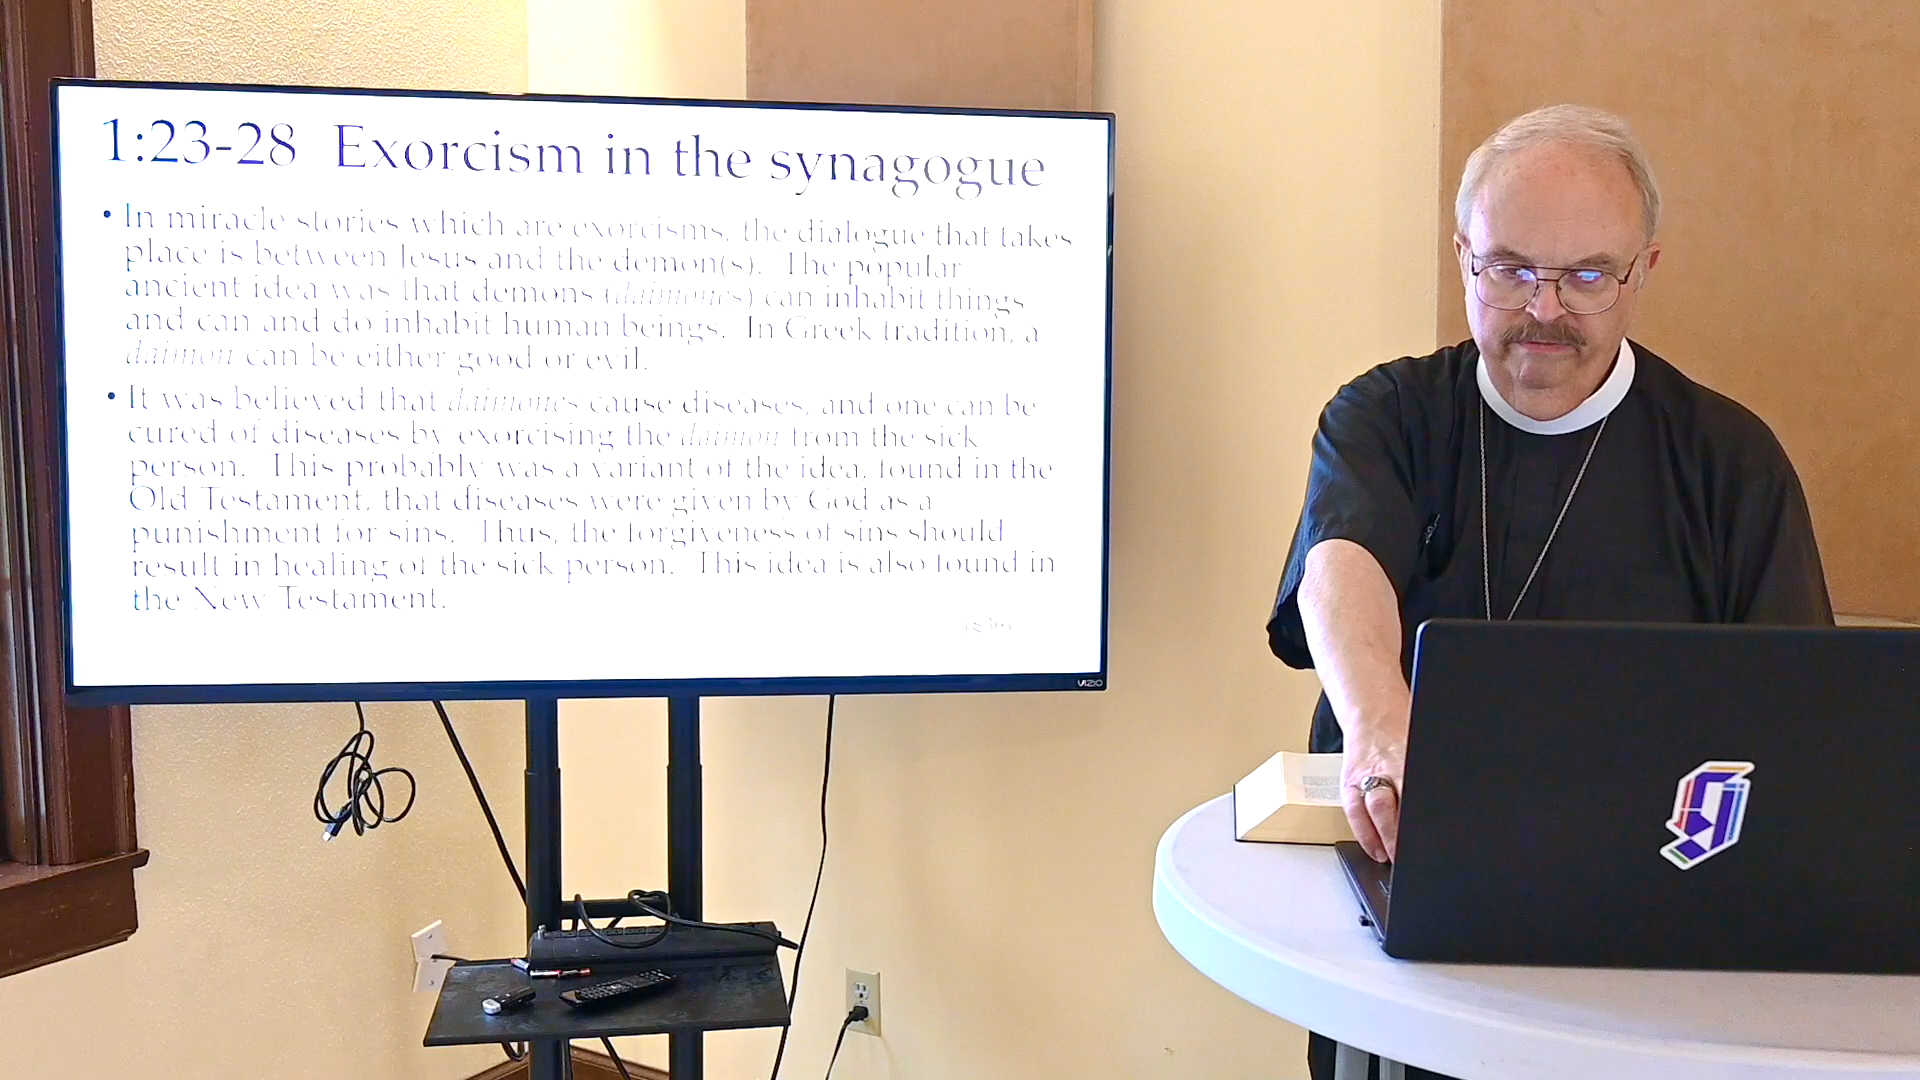 1:23-28 Exorcism in the synagogue
• In miracle stories which are exorcisms, the dialogue that takes
place is between Jesus and the demon(s). The popular
ancient idea was that demons (daimones) can inhabit things
and can and do inhabit human beings. In Greek tradition, a
daimon can be either good or evil.
• It was believed that daimones cause diseases, and one can be
cured of diseases by exorcising the daimon from the sick
person. This probably was a variant of the idea, found in the
Old Testament, that diseases were given by God as a
punishment for sins. Thus, the forgiveness of sins should
result in healing of the sick person. This idea is also found in
the New Testament.
VIZIO